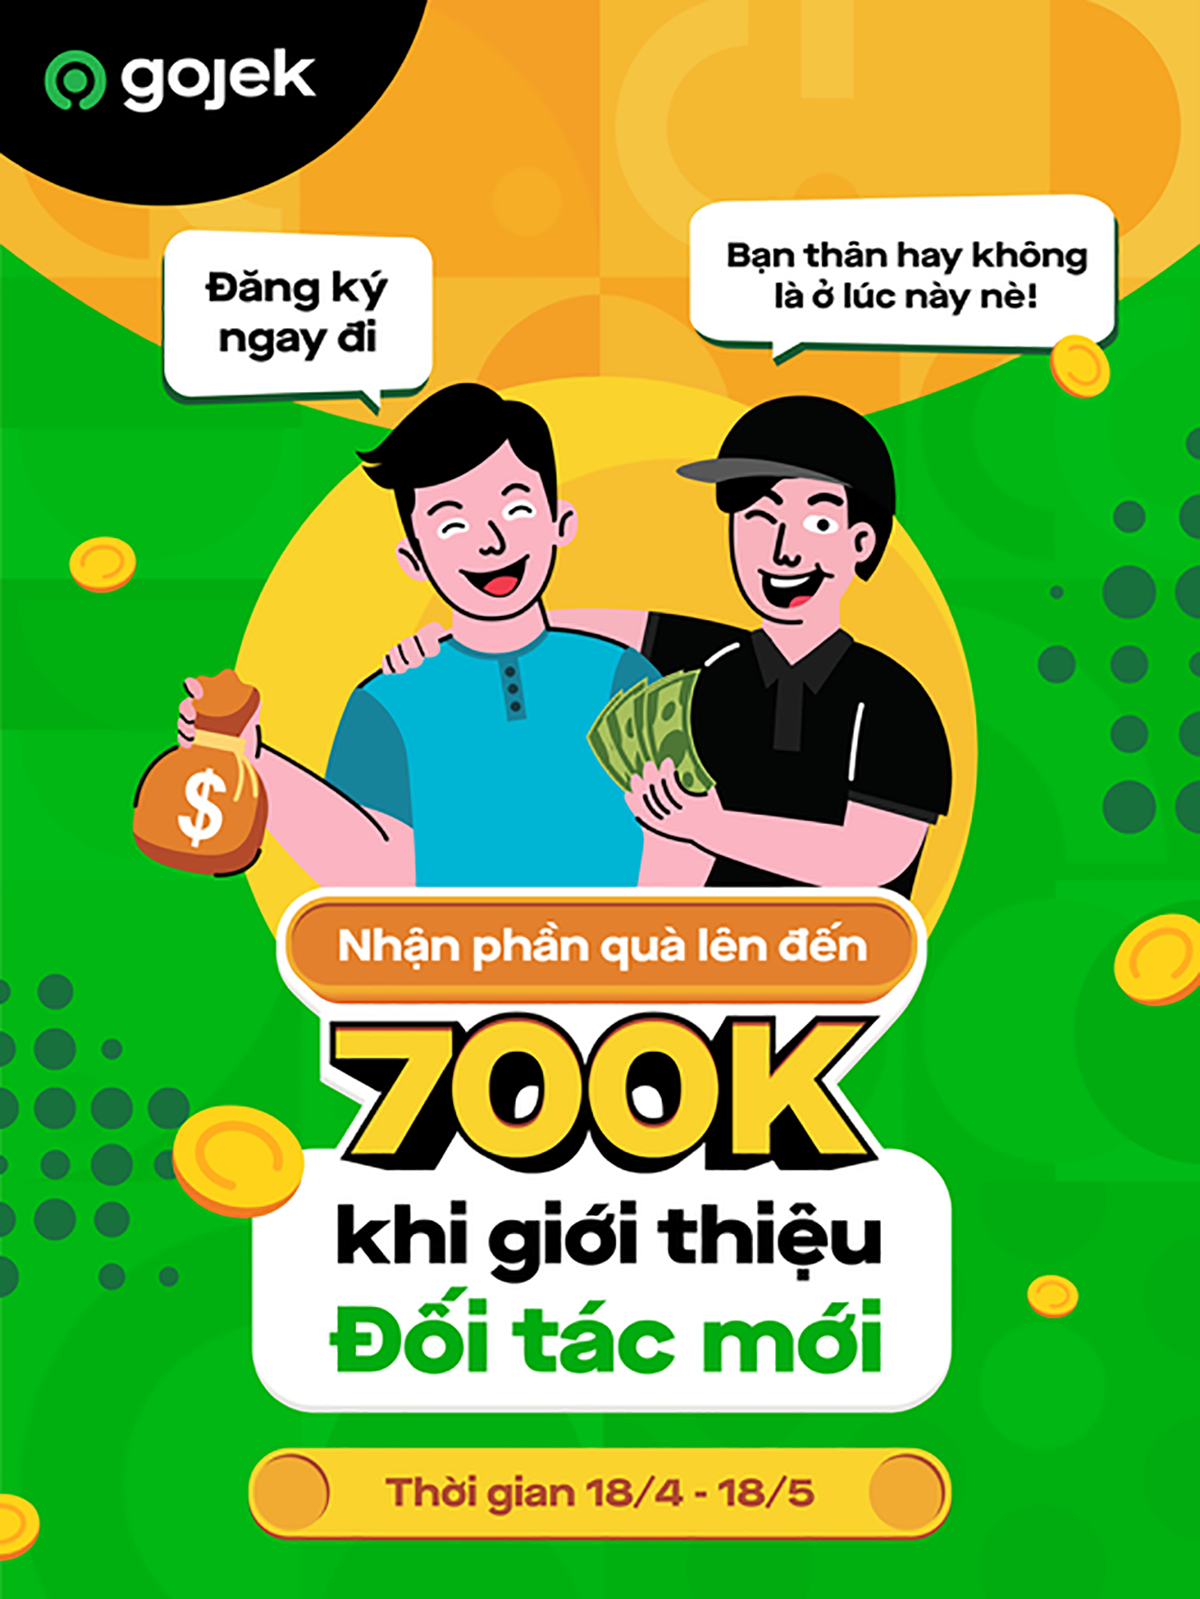 gojek
Đăng ký
ngay đi
Bạn thân hay không
là ở lúc này nè!
$
Nhận phần quà lên đến
700K
khi giới thiệu
Đối tác mới
Thời gian 18/4 - 18/5